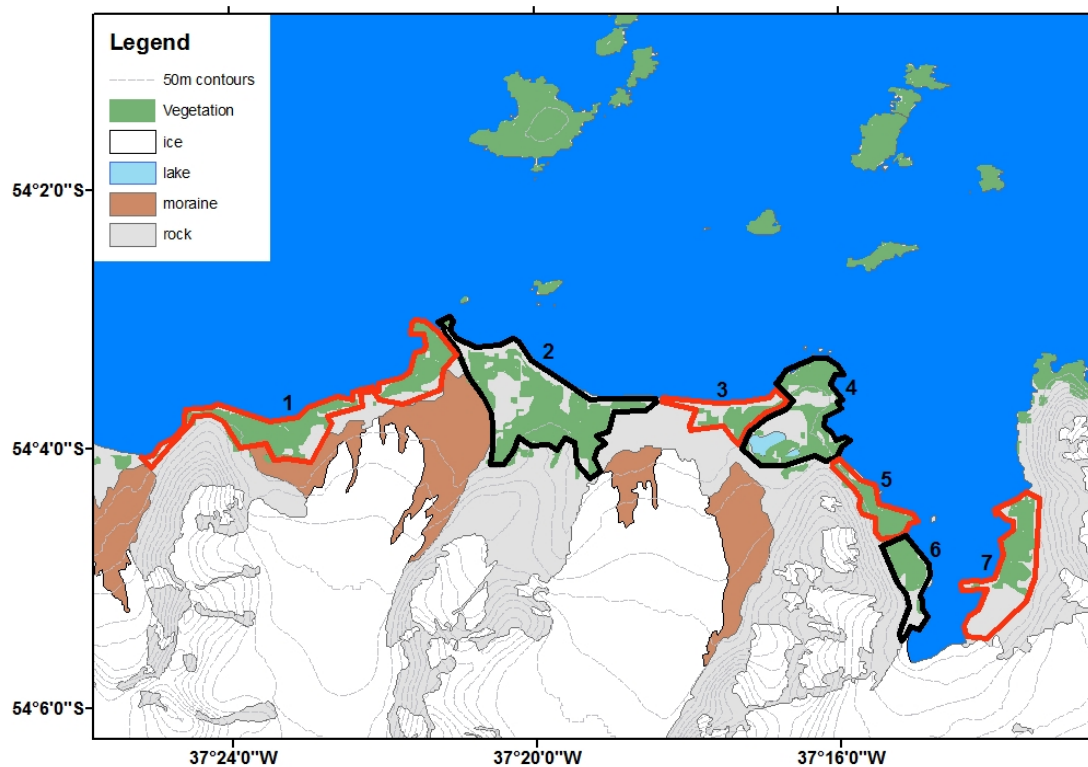 Legend
50m contours
Vegetation
ice
lake
moraine
rock
54°2'0"S
54°4'0"S
54°6'0"S
1
2
3
4
5
6
7
37°24'0"W
37°20'0"W
37°16'0"W